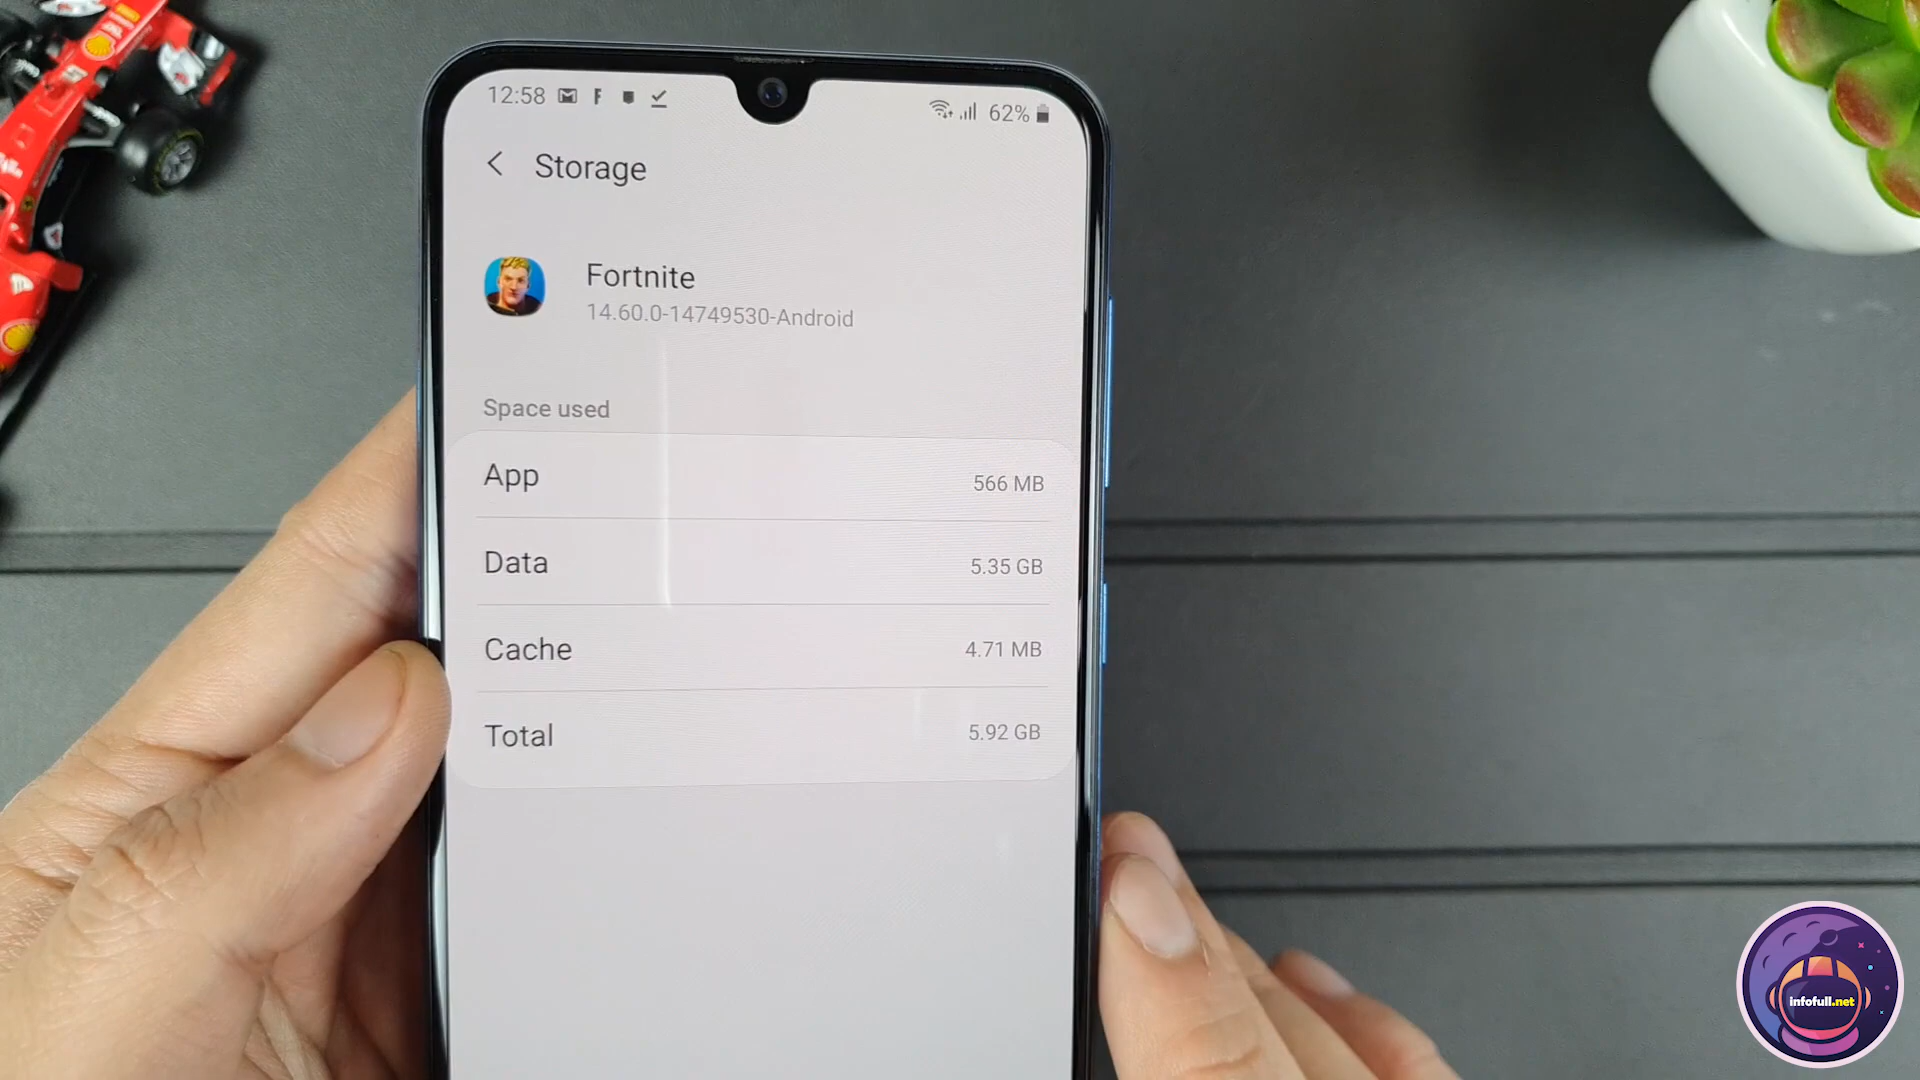 12:58
62%
Storage
Fortnite
14.60.0-14749530-Android
Space used
App 566 MB
Data 5.35 GB
Cache 4.71 MB
Total 5.92 GB
infofull.net